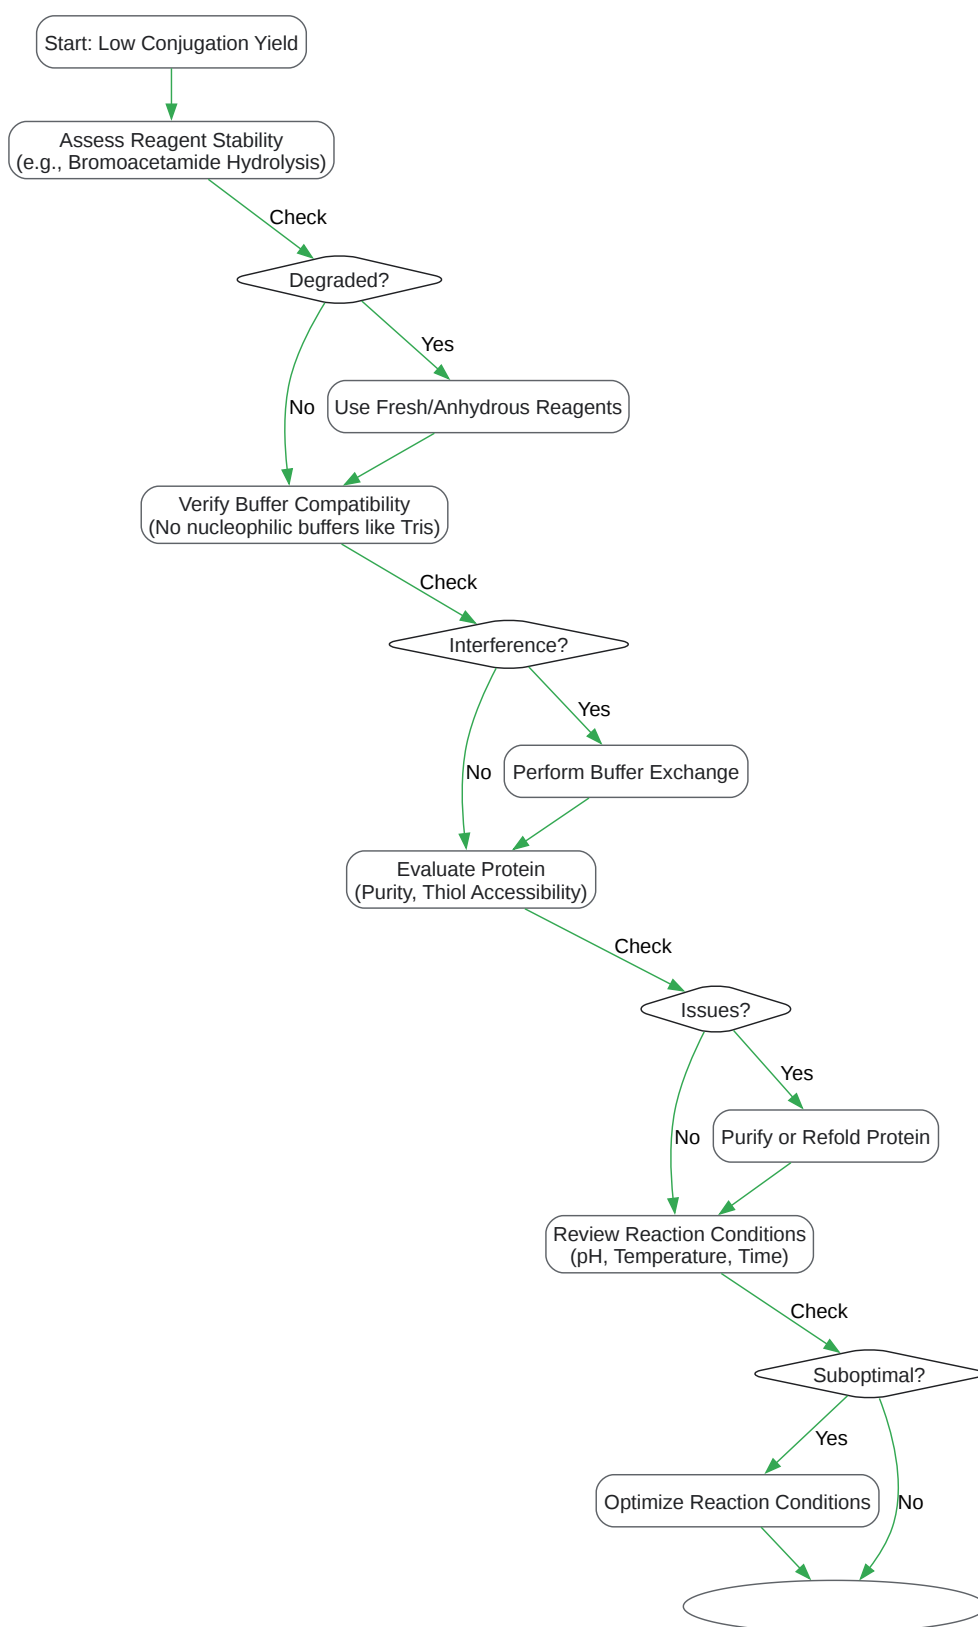 Start: Low Conjugation Yield
Assess Reagent Stability
(e.g., Bromoacetamide Hydrolysis)
Check
Degraded?
Yes
No
Use Fresh/Anhydrous Reagents
Verify Buffer Compatibility
(No nucleophilic buffers like Tris)
Check
Interference?
Yes
No
Perform Buffer Exchange
Evaluate Protein
(Purity, Thiol Accessibility)
Check
Issues?
Yes
No
Purify or Refold Protein
Review Reaction Conditions
(pH, Temperature, Time)
Check
Suboptimal?
Yes
Optimize Reaction Conditions
No